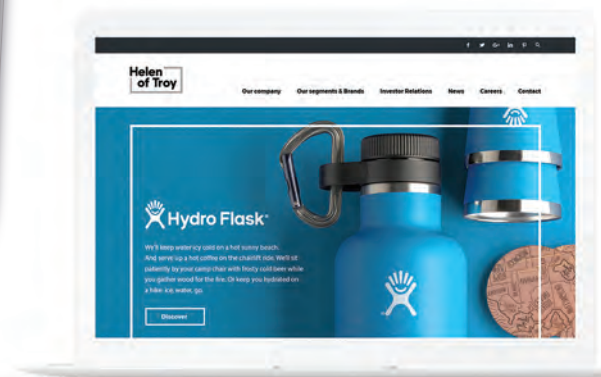 Helen
of Troy
Our company Our segments & Brands Investor Relations News Careers Contact
Hydro Flask
We'll keep water icy cold on a hot sunny beach.
And serve up a hot coffee on the chairlift ride. We'll sit
patiently by your camp chair with frosty cold beer while
you gather wood for the fire. Or keep you hydrated on
a hike. Ice, water, go.
Discover